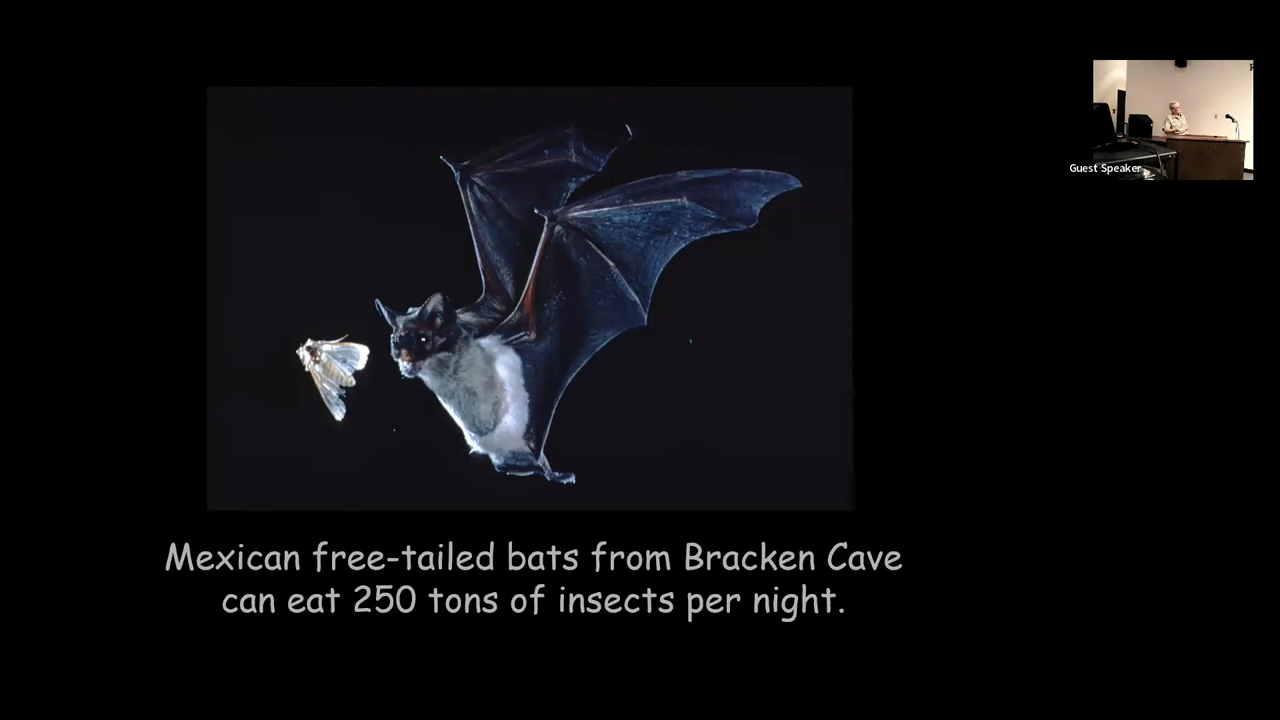 Mexican free-tailed bats from Bracken Cave
can eat 250 tons of insects per night.
Guest Speaker